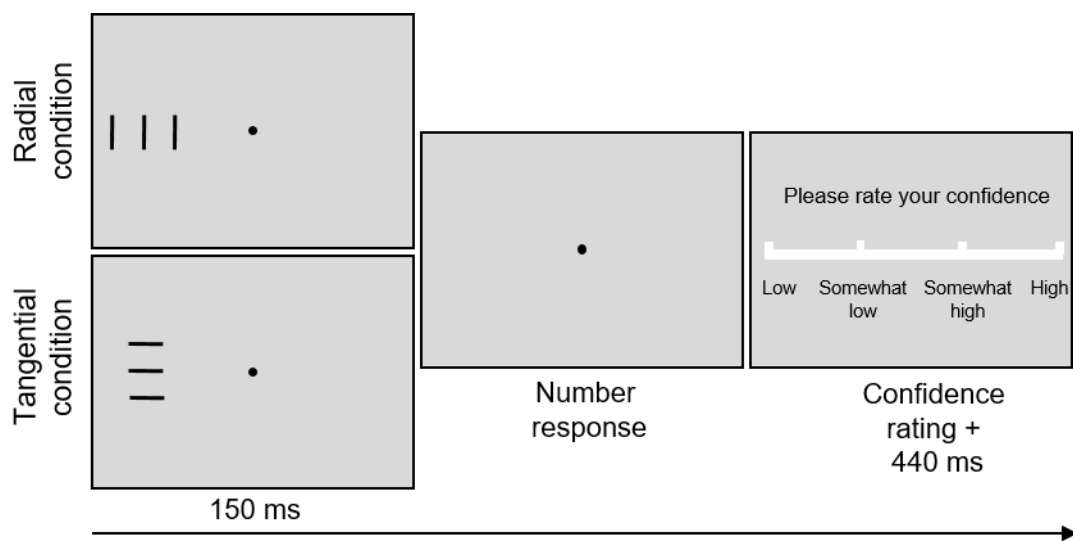 Radial
condition
Tangential
condition
150 ms
Number
response
Please rate your confidence
Low Somewhat low Somewhat high High
Confidence
rating +
440 ms